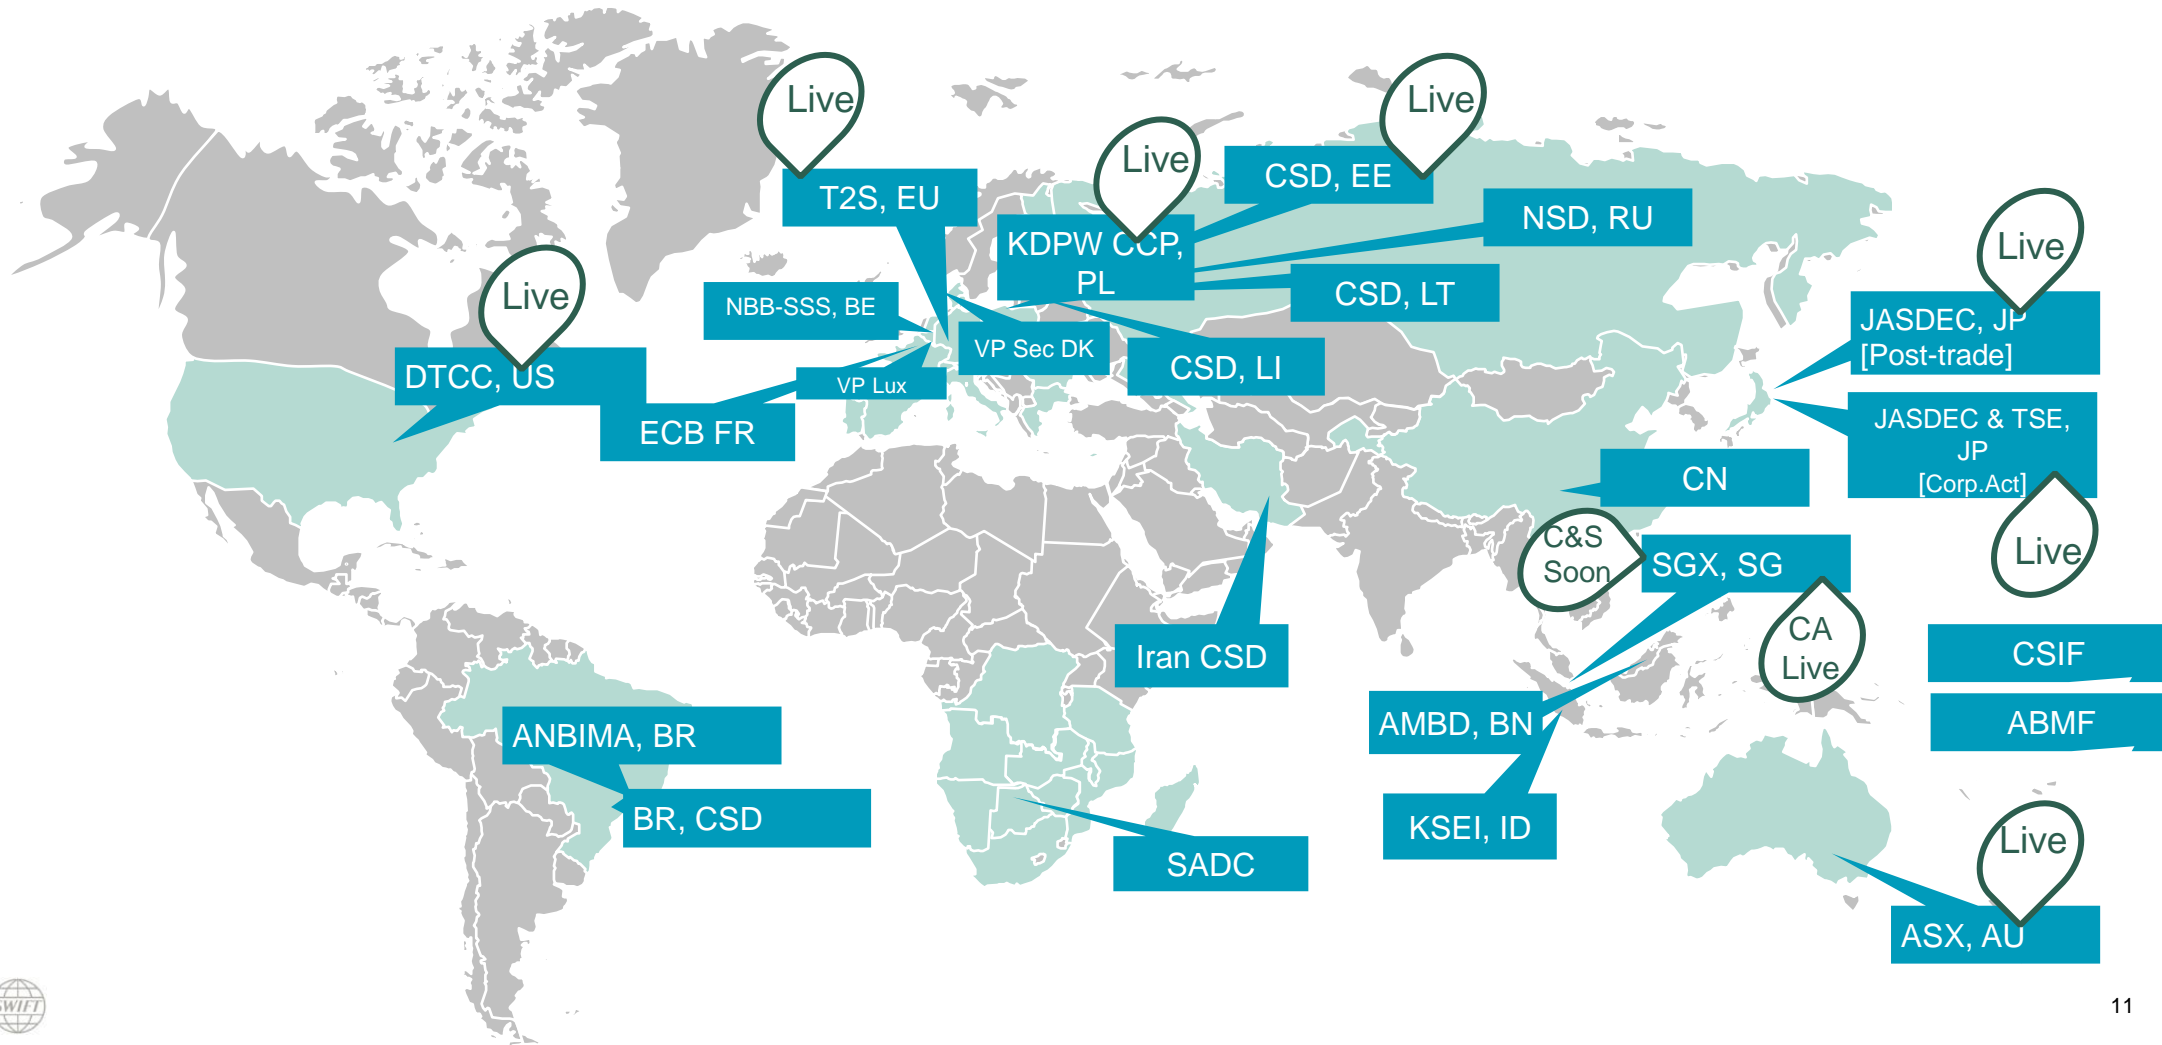 Live
Live
Live
CSD, EE
T2S, EU
NSD, RU
KDPW CCP,
PL
Live
Live
CSD, LT
NBB-SSS, BE
JASDEC, JP
[Post-trade]
VP Sec DK
CSD, LI
DTCC, US
VP Lux
ECB FR
JASDEC & TSE,
JP
[Corp.Act]
CN
C&S
Soon
SGX, SG
Live
CA
Live
Iran CSD
CSIF
ANBIMA, BR
AMBD, BN
ABMF
BR, CSD
KSEI, ID
Live
SADC
ASX, AU
SWIFT
11